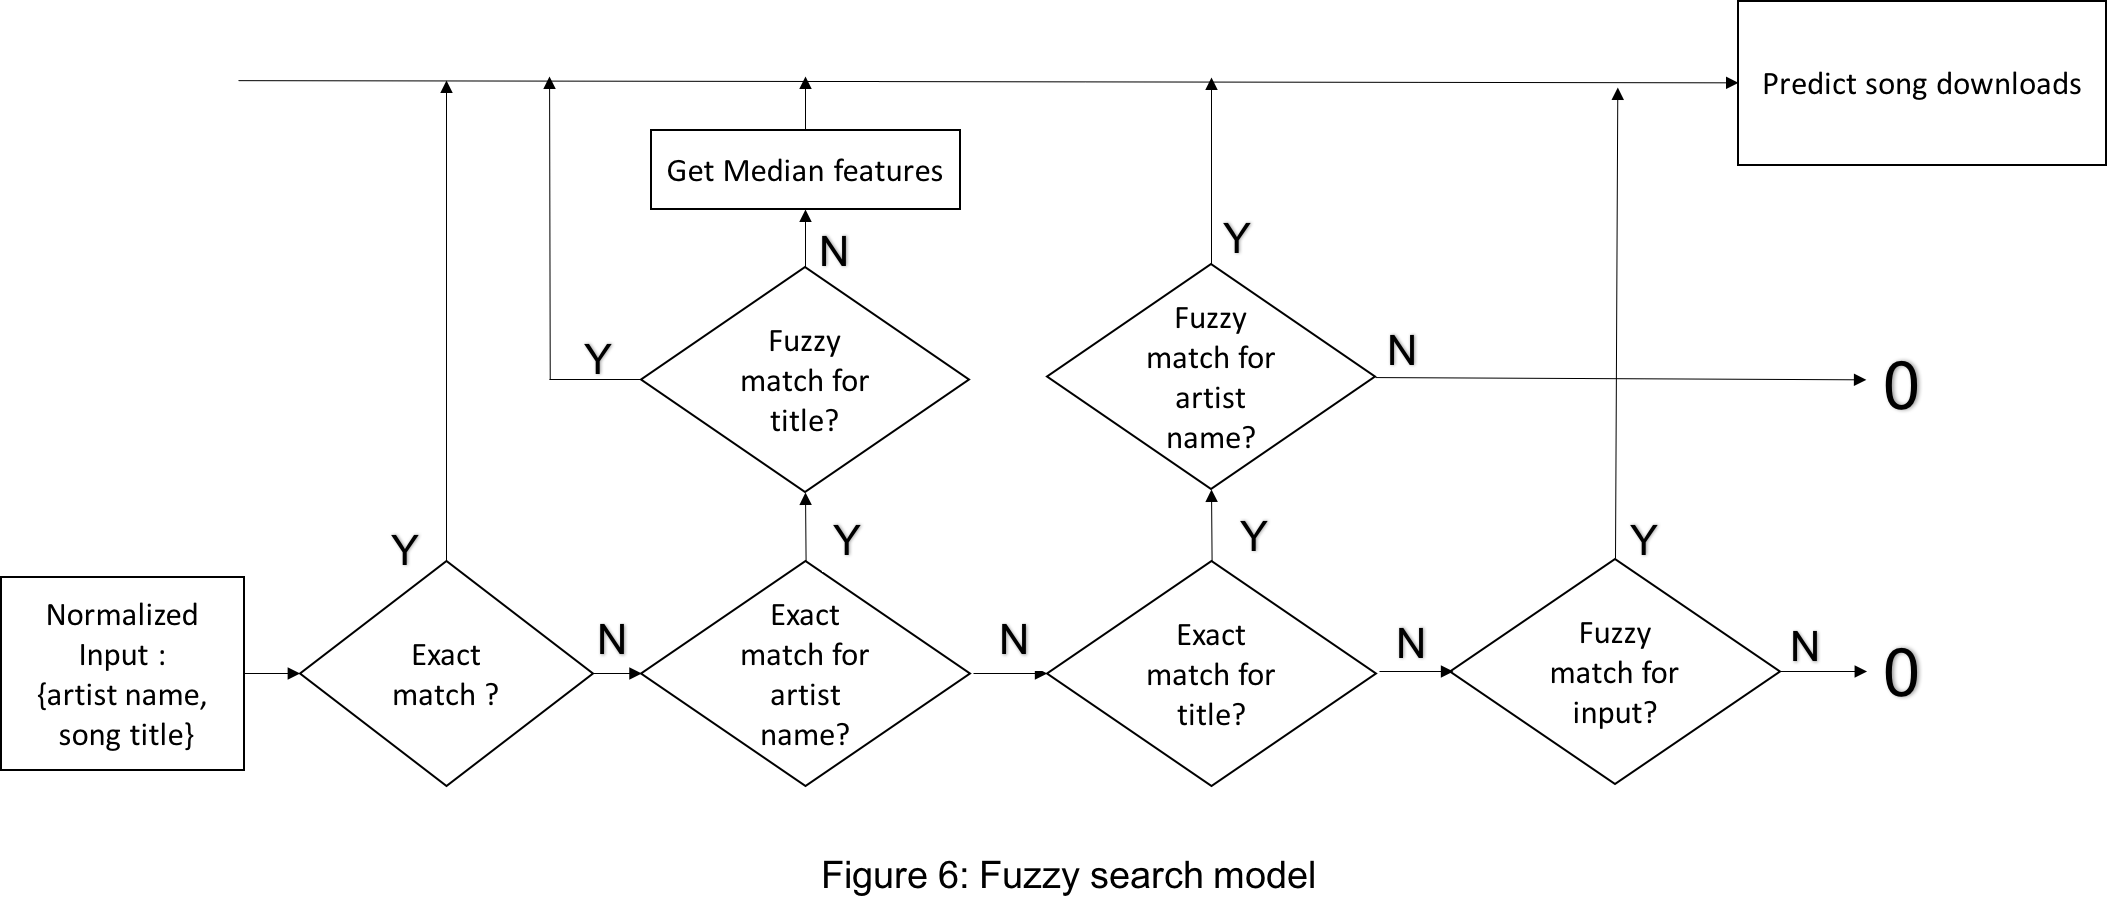 Predict song downloads
Get Median features
N
Y
Fuzzy
match for
title?
Y
Fuzzy
match for
artist
name?
N
0
Y
Y
Y
Y
Normalized
Input :
{artist name,
song title}
Exact
match ?
N
Exact
match for
artist
name?
N
Exact
match for
title?
N
Fuzzy
match for
input?
N
0
Figure 6: Fuzzy search model